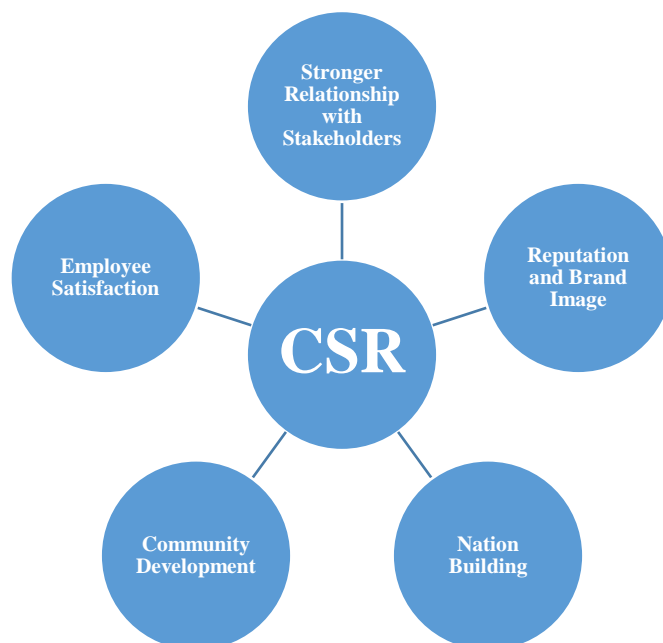 Stronger
Relationship
with
Stakeholders
Employee
Satisfaction
Reputation
and Brand
Image
CSR
Community
Development
Nation
Building